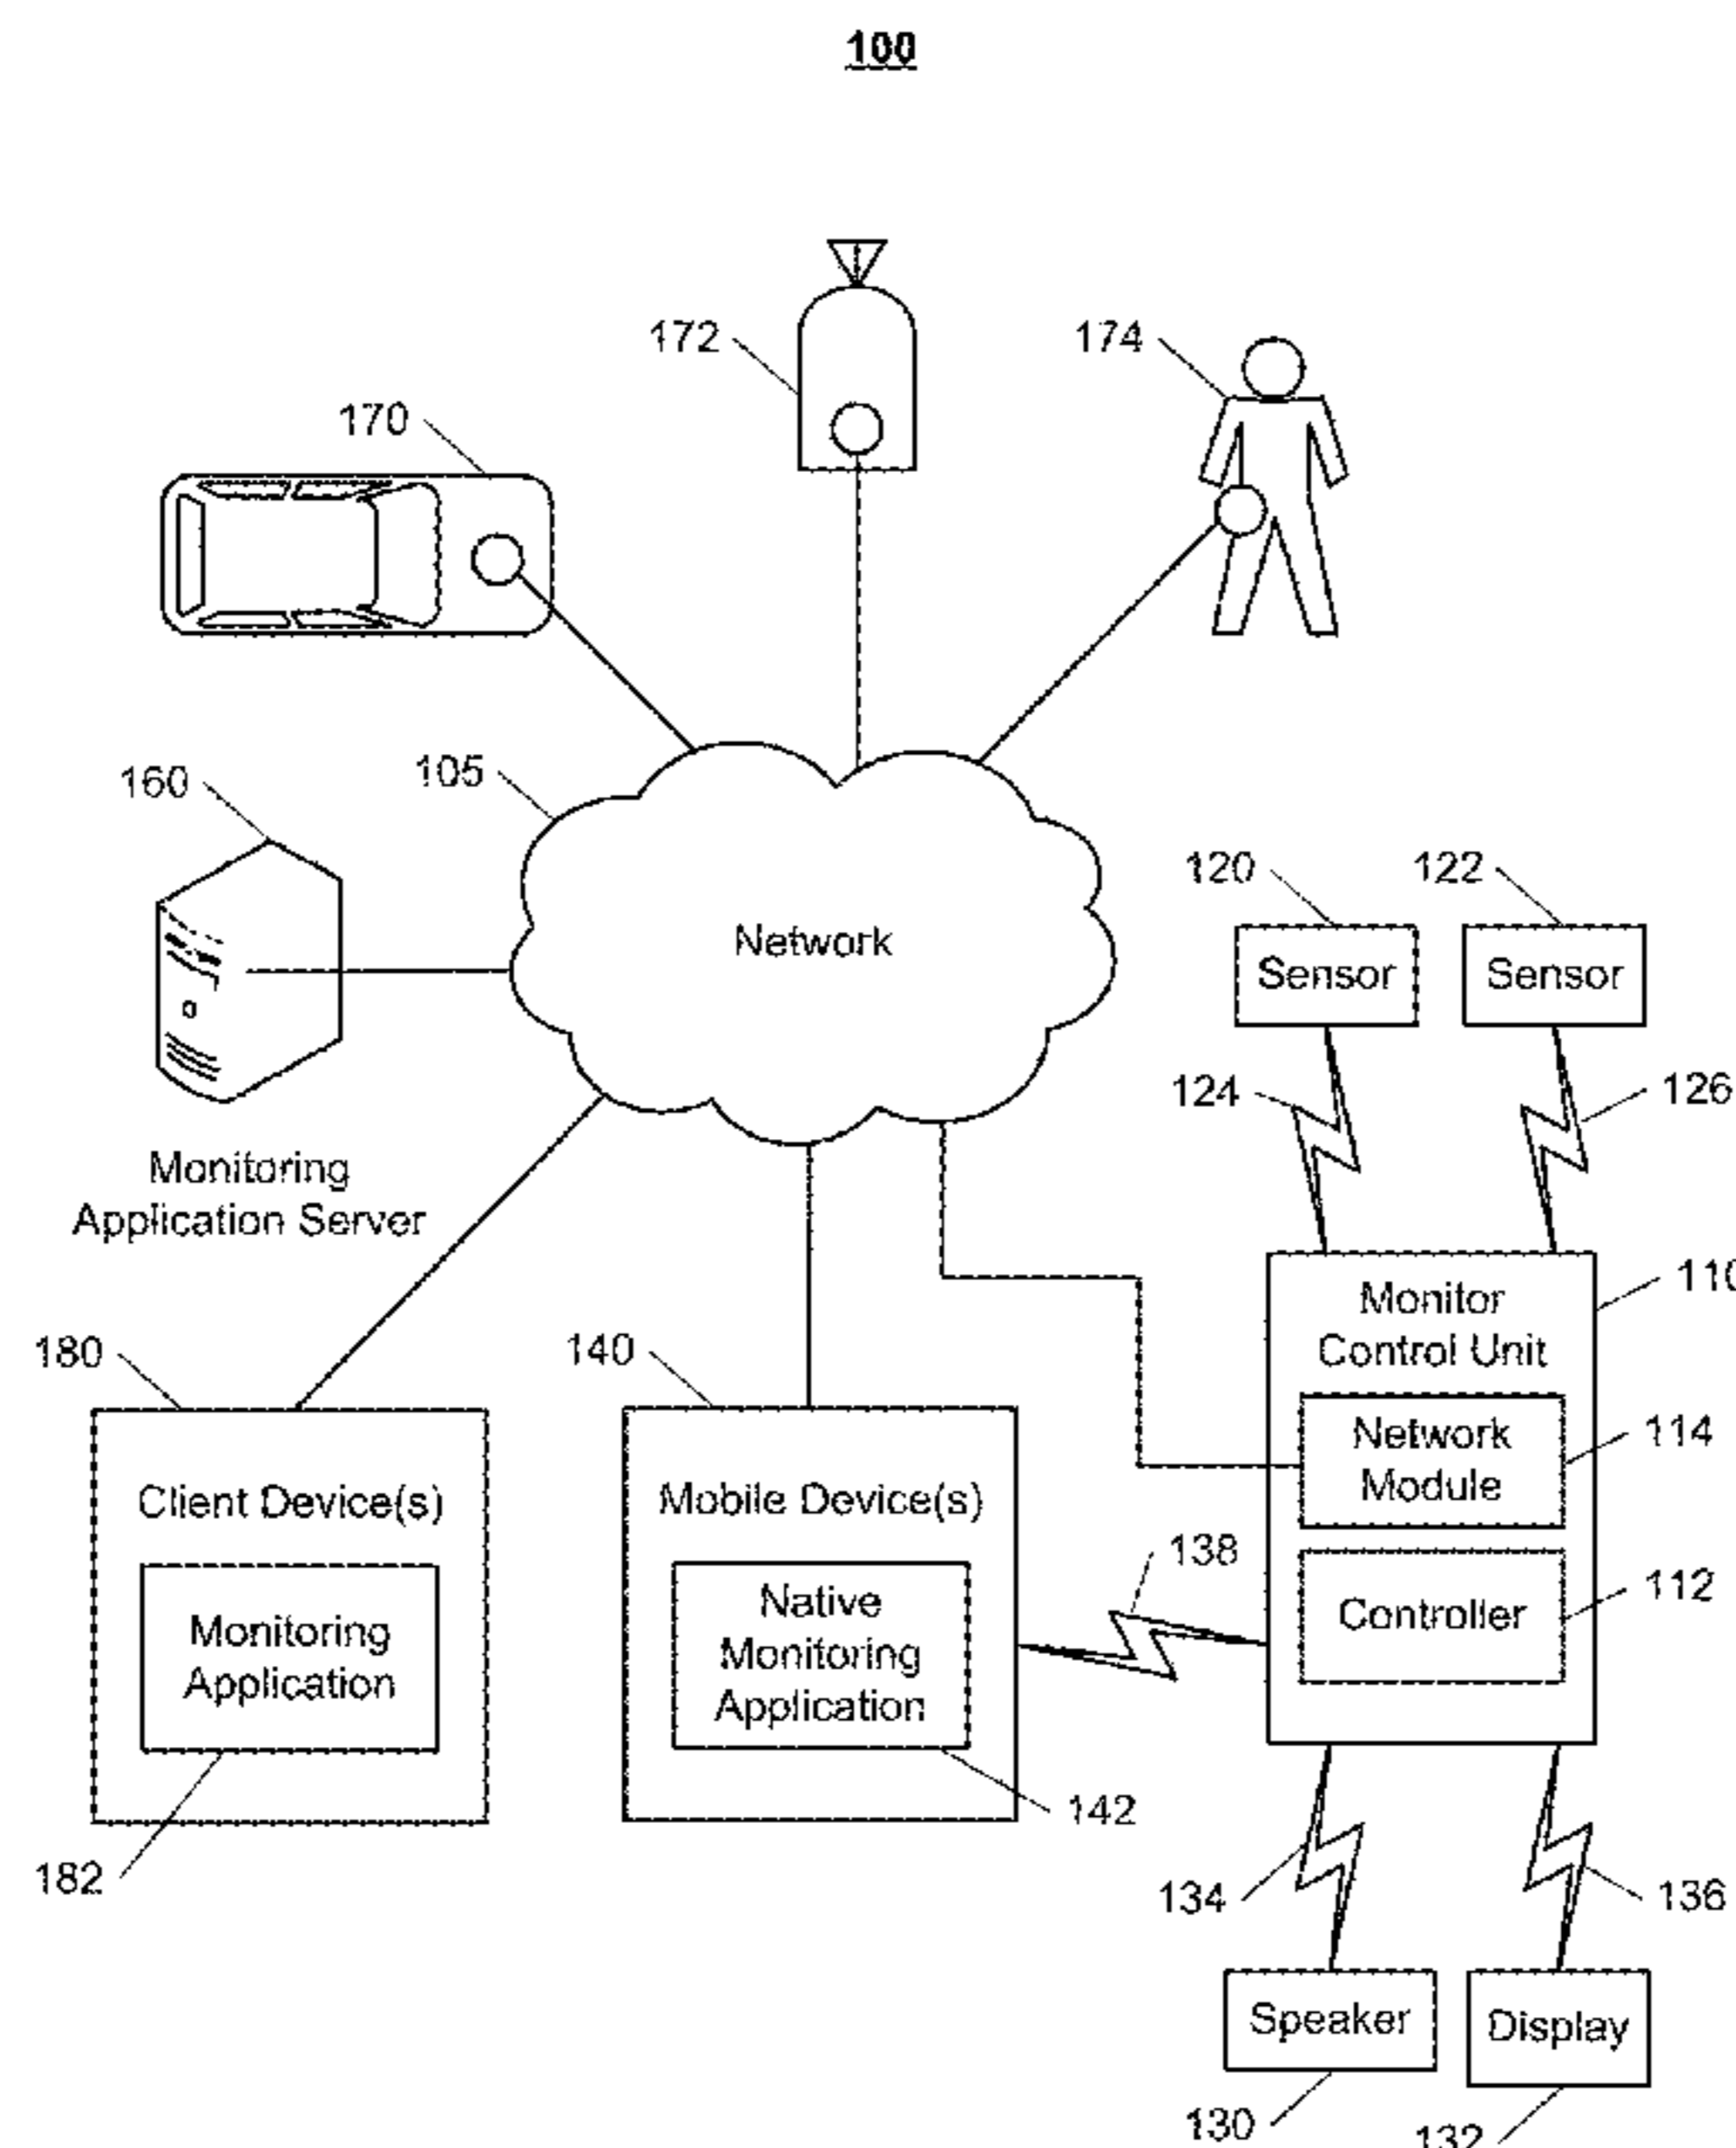 100
172
174
170
105
160
Network
120
122
Sensor
Sensor
124
126
Monitoring
Application Server
110
Monitor
Control Unit
180
140
Network
Module
114
Client Device(s)
Mobile Device(s)
138
Controller
112
Monitoring
Application
Native
Monitoring
Application
142
182
134
136
Speaker
Display
130
132